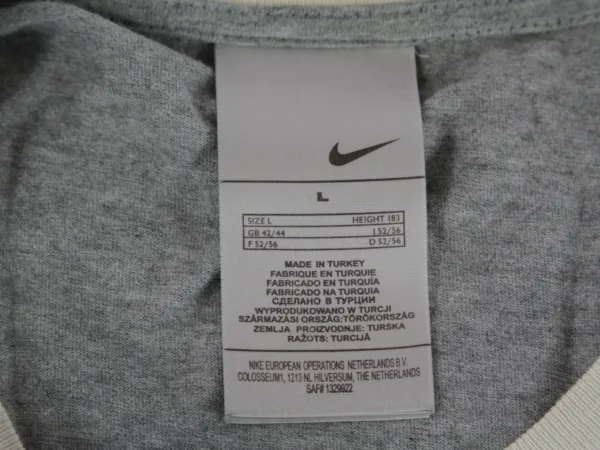 L
SIZE L HEIGHT 183
GB 42/44 I 52/56
F 52/56 D 52/56
MADE IN TURKEY
FABRIQUE EN TURQUIE
FABRICADO EN TURQUÍA
FABRICADO NA TURQUIA
СДЕЛАНО В ТУРЦИИ
WYPRODUKOWANO W TURCJI
SZÁRMAZÁSI ORSZÁG:TÖRÖKORSZÁG
ZEMLJA PROIZVODNJE: TURSKA
RAŽOTS: TURCIJĀ
NIKE EUROPEAN OPERATIONS NETHERLANDS B.V.
COLOSSEUM1, 1213 NL HILVERSUM, THE NETHERLANDS
SAF# 1329922